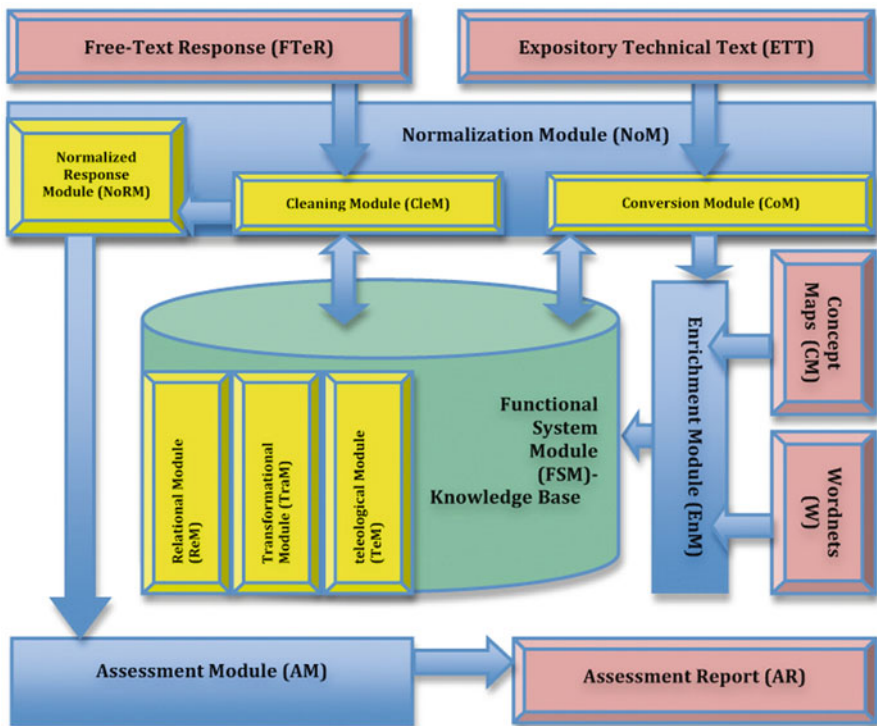 Free-Text Response (FTeR)
Expository Technical Text (ETT)
Normalization Module (NoM)
Normalized
Response
Module (NoRM)
Cleaning Module (CleM)
Conversion Module (CoM)
Concept
Maps (CM)
Enrichment Module (EnM)
Functional
System
Module
(FSM)-
Knowledge Base
Relational Module
(ReM)
Transformational
Module (TraM)
teleological Module
(TeM)
Wordnets
(W)
Assessment Module (AM)
Assessment Report (AR)